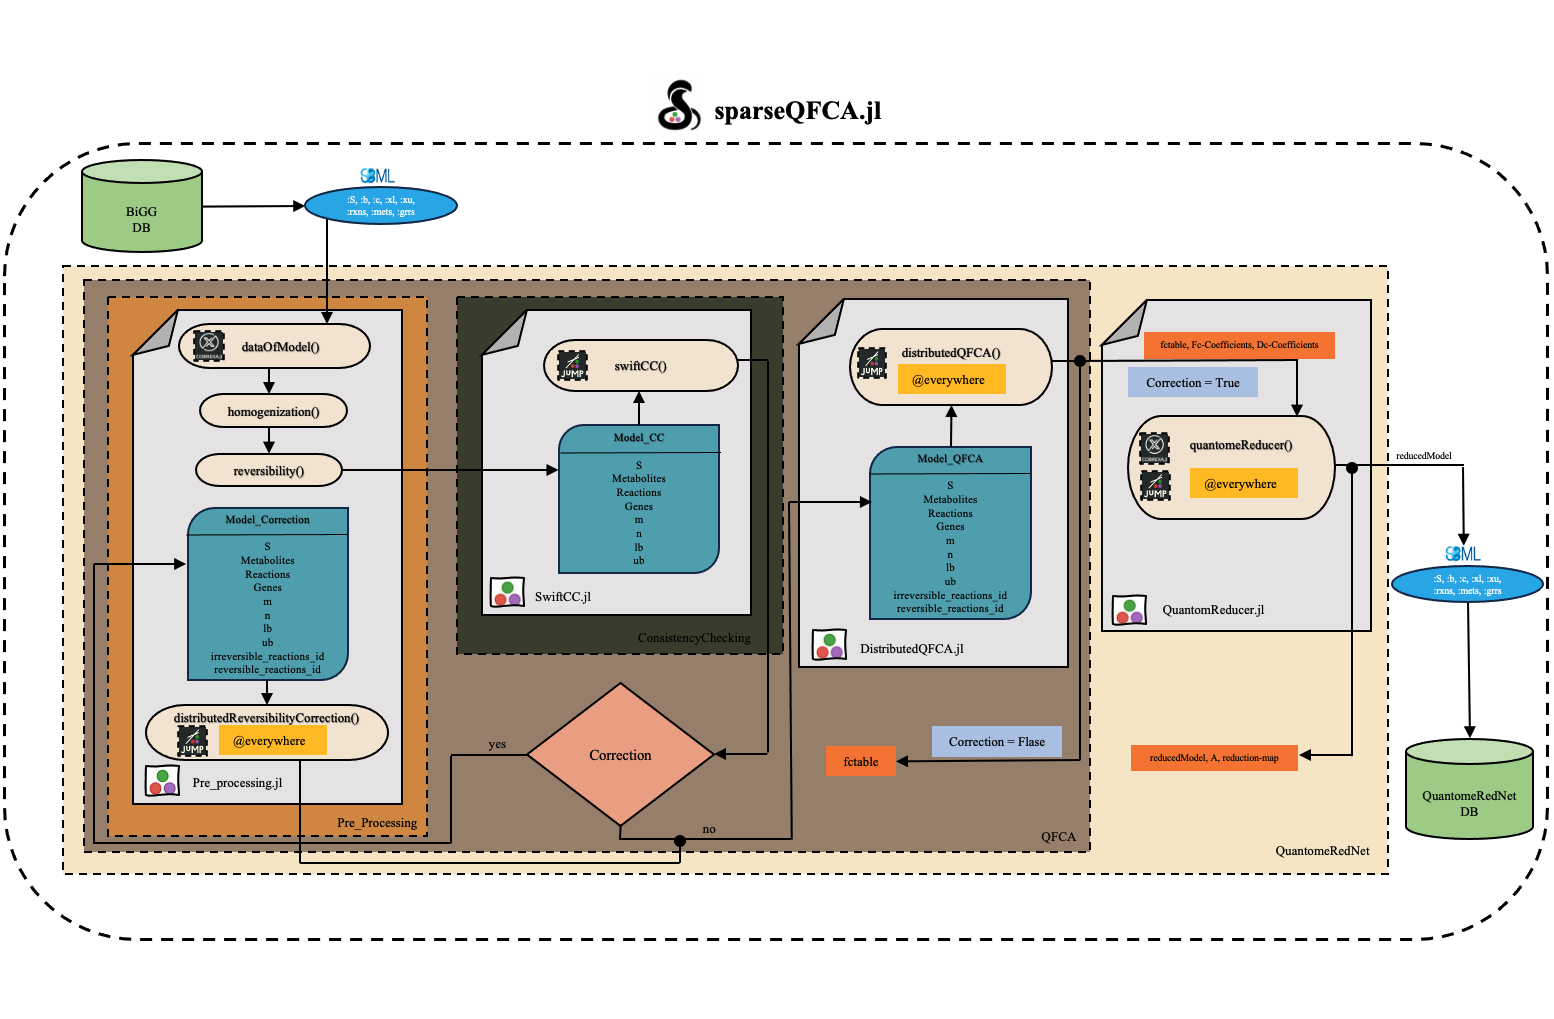 sparseQFCA.jl
BiGG
DB
SBML
:S, :b, :c, :xl, :xu,
:rxns, :mets, :grrs
COBREXA.jl
dataOfModel()
homogenization()
reversibility()
Model_Correction
S
Metabolites
Reactions
Genes
m
n
lb
ub
irreversible_reactions_id
reversible_reactions_id
distributedReversibilityCorrection()
JUMP
@everywhere
Pre_processing.jl
Pre_Processing
JUMP
swiftCC()
Model_CC
S
Metabolites
Reactions
Genes
m
n
lb
ub
SwiftCC.jl
ConsistencyChecking
Correction
yes
no
JUMP
distributedQFCA()
@everywhere
Model_QFCA
S
Metabolites
Reactions
Genes
m
n
lb
ub
irreversible_reactions_id
reversible_reactions_id
DistributedQFCA.jl
Correction = Flase
fctable
QFCA
fctable, Fc-Coefficients, Dc-Coefficients
Correction = True
COBREXA.jl
quantomeReducer()
JUMP
@everywhere
QuantomReducer.jl
reducedModel
reducedModel, A, reduction-map
QuantomeRedNet
SBML
:S, :b, :c, :xl, :xu,
:rxns, :mets, :grrs
QuantomeRedNet
DB